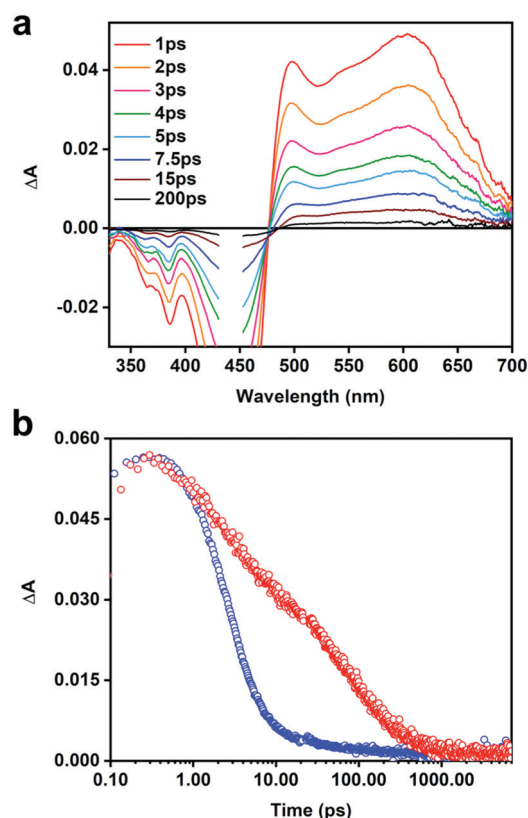 a
1ps
2ps
3ps
4ps
5ps
7.5ps
15ps
200ps
ΔA
0.04
0.02
0.00
-0.02
350 400 450 500 550 600 650 700
Wavelength (nm)
b
ΔA
0.060
0.045
0.030
0.015
0.000
0.10 1.00 10.00 100.00 1000.00
Time (ps)